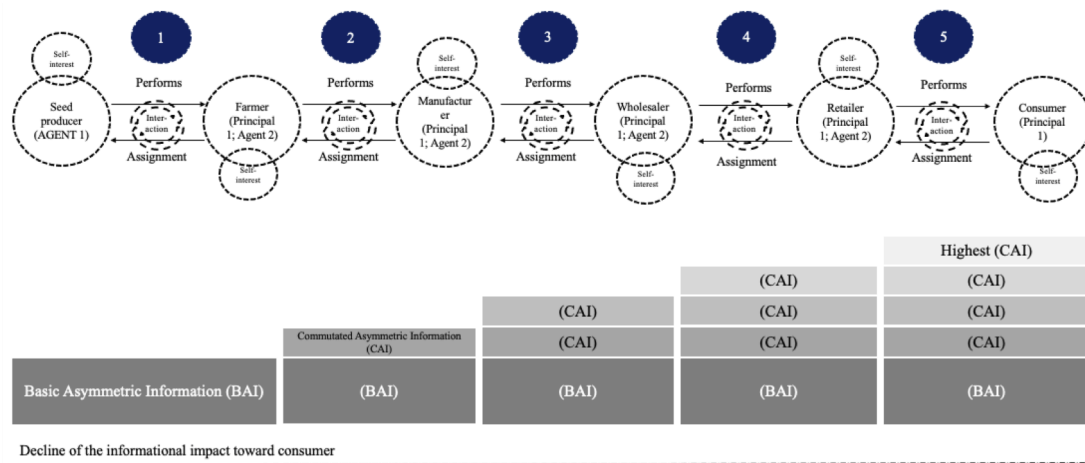 1
2
3
4
5
Self-
interest
Performs
Seed
producer
(AGENT 1)
Inter-
action
Assignment
Farmer
(Principal
1; Agent 2)
Self-
interest
Performs
Inter-
action
Assignment
Self-
interest
Manufactur
er
(Principal
1; Agent 2)
Performs
Inter-
action
Assignment
Wholesaler
(Principal
1; Agent 2)
Self-
interest
Performs
Inter-
action
Assignment
Self-
interest
Retailer
(Principal
1; Agent 2)
Performs
Inter-
action
Assignment
Consumer
(Principal
1)
Self-
interest
Highest (CAI)
(CAI)
(CAI)
(CAI)
(CAI)
(CAI)
Commutated Asymmetric Information
(CAI)
(CAI)
(CAI)
(CAI)
Basic Asymmetric Information (BAI)
(BAI)
(BAI)
(BAI)
(BAI)
Decline of the informational impact toward consumer